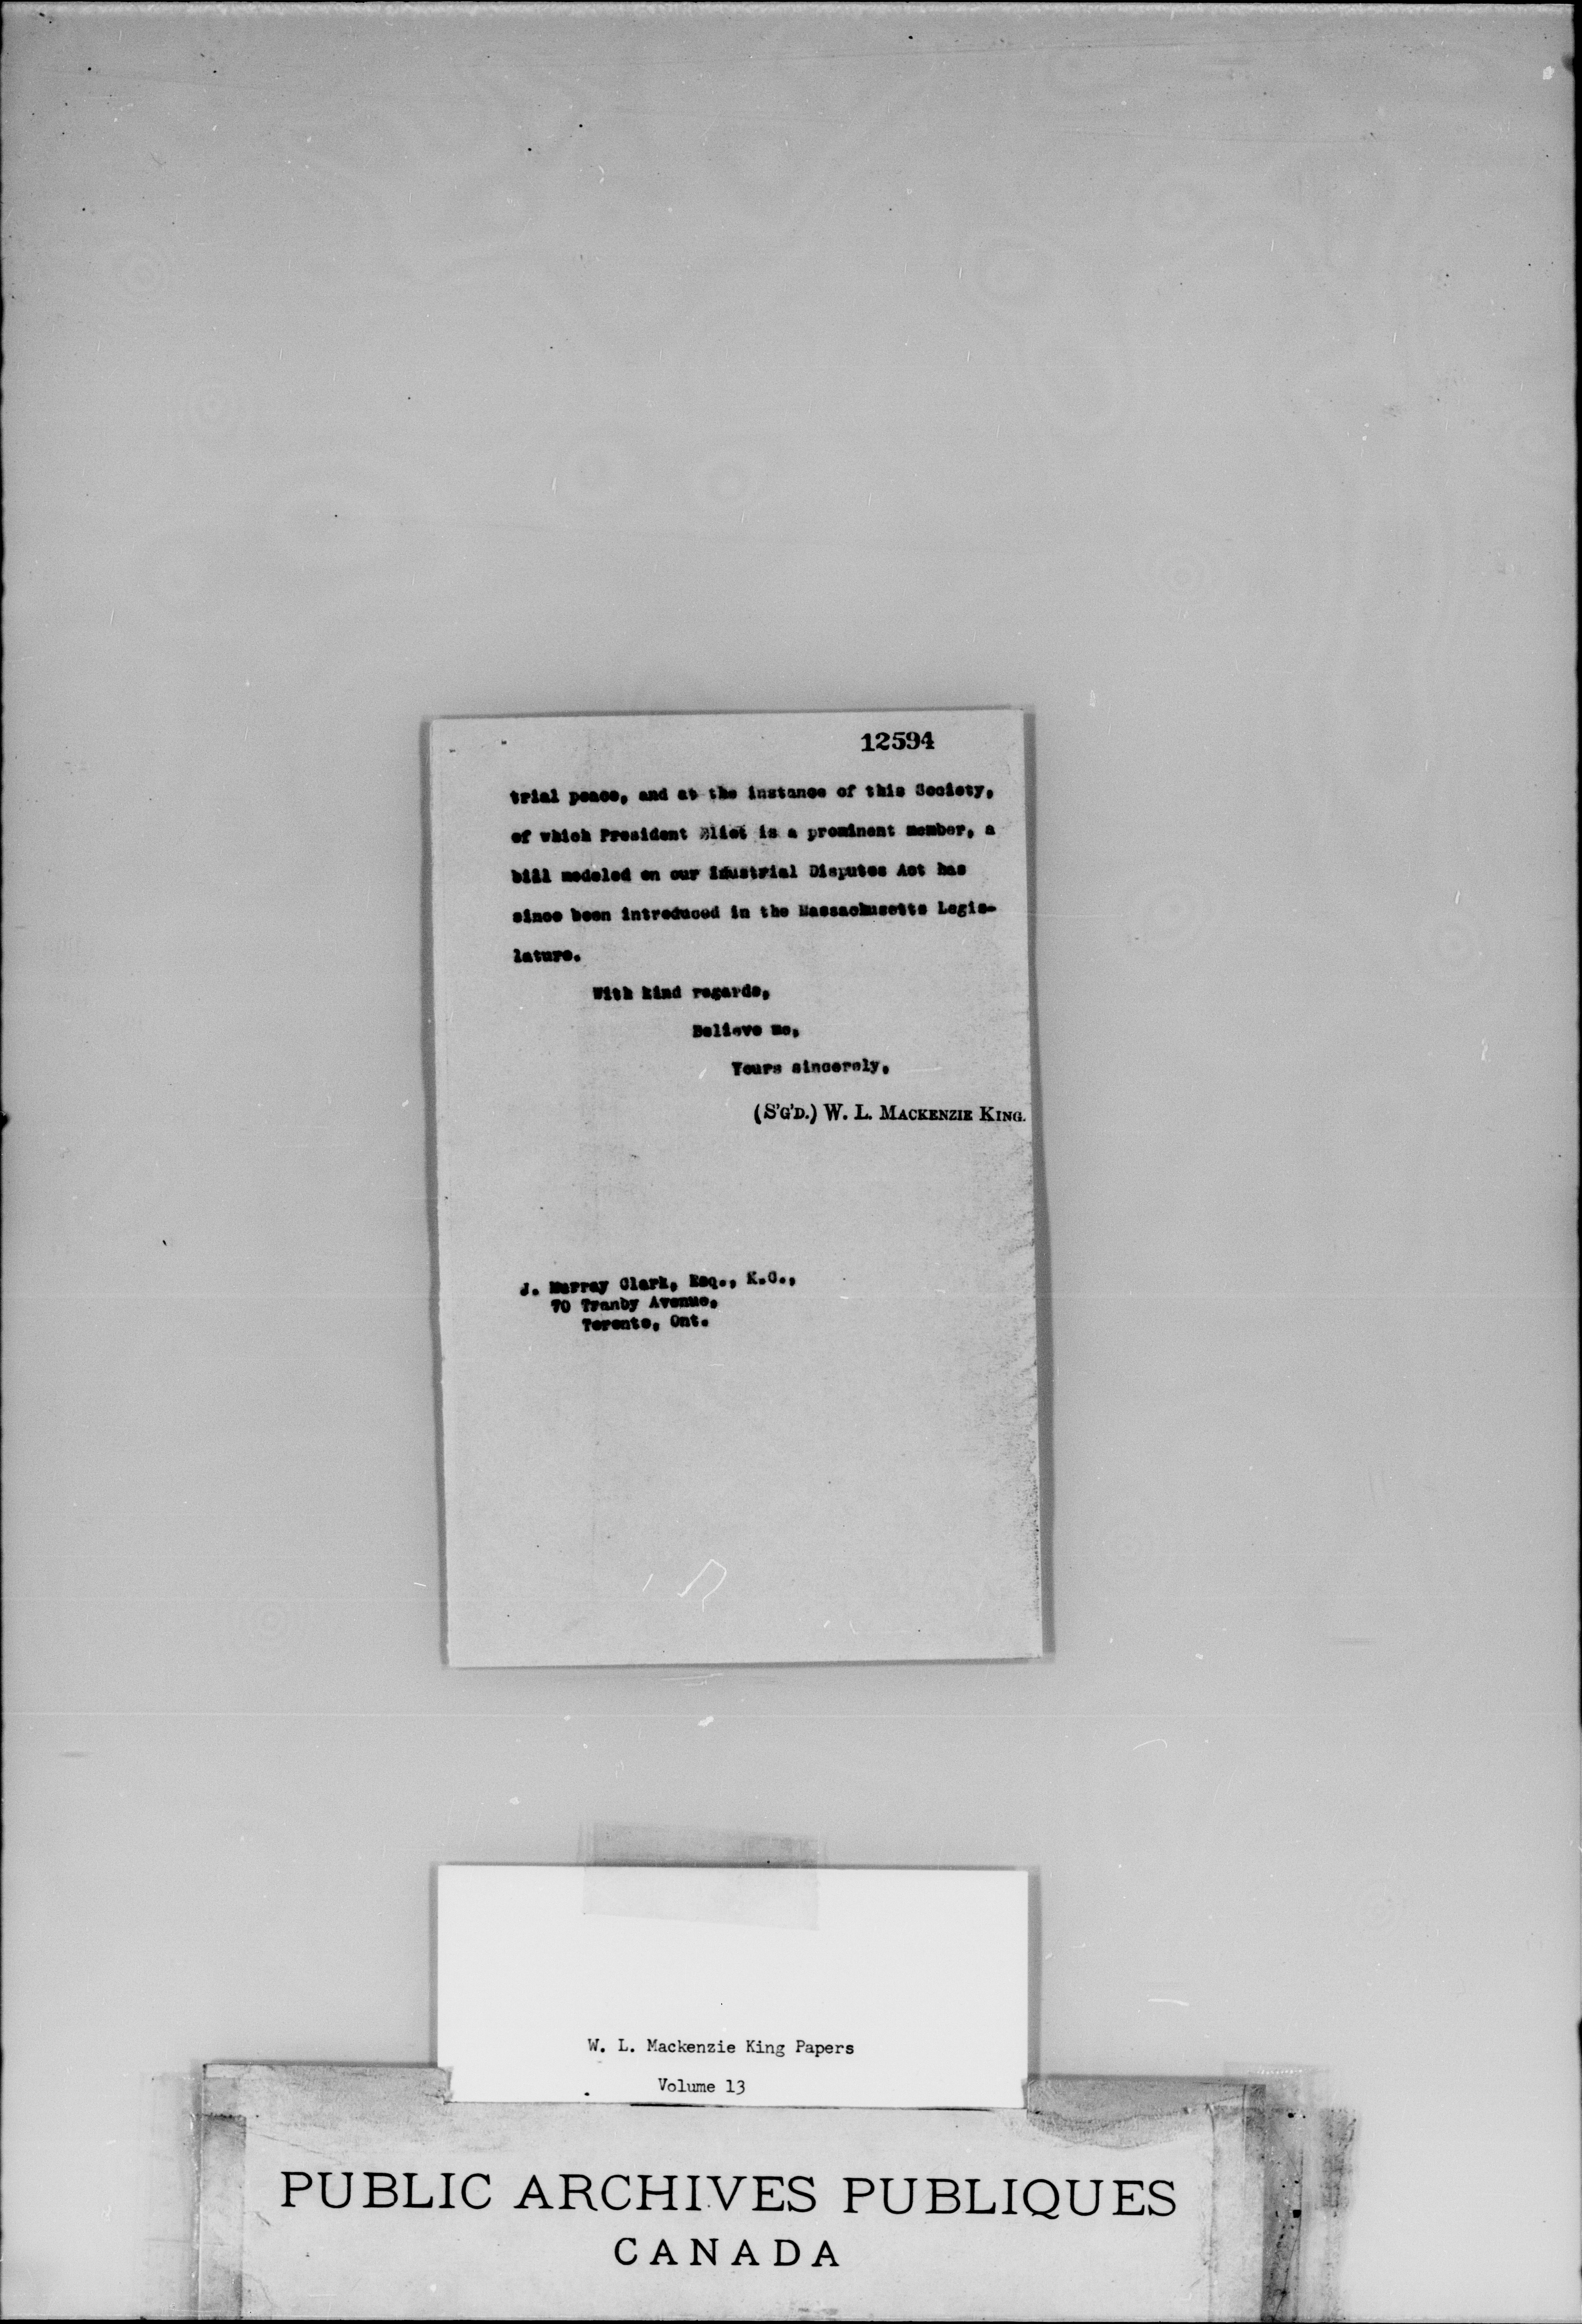 12594
trial peace, and at the instance of this Society,
of which President Eliot is a prominent member, a
bill modeled on our Idustrial Disputes Act has
since been introduced in the Massachusetts Legis-
lature.
With kind regards,
Believe me,
Yours sincerely,
(S'G'D.) W. L. MACKENZIE KING.
J. Murray Clark, Esq., K.C.,
70 Tranby Avenue,
Toronto, Ont.
W. L. Mackenzie King Papers
Volume 13
PUBLIC ARCHIVES PUBLIQUES
CANADA